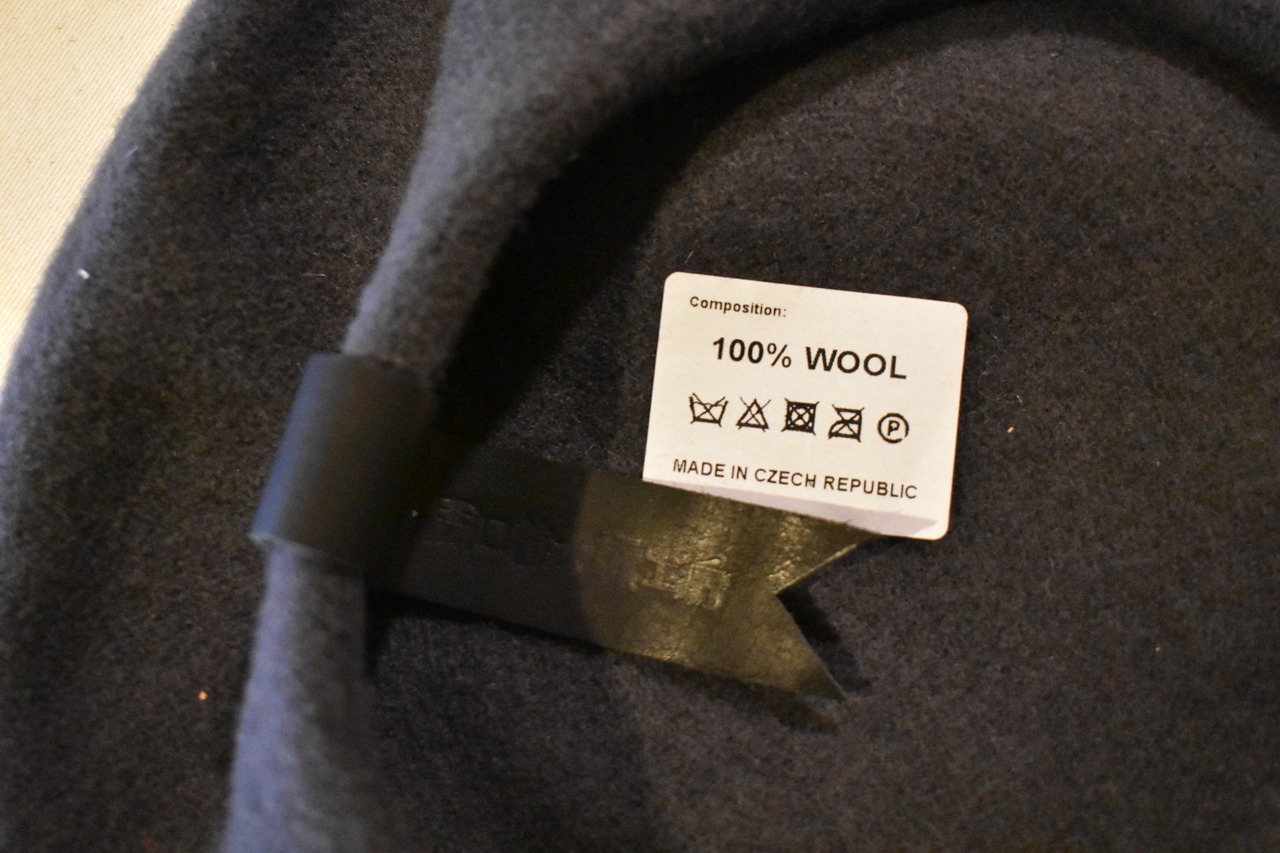 Composition:
100% WOOL
P
MADE IN CZECH REPUBLIC